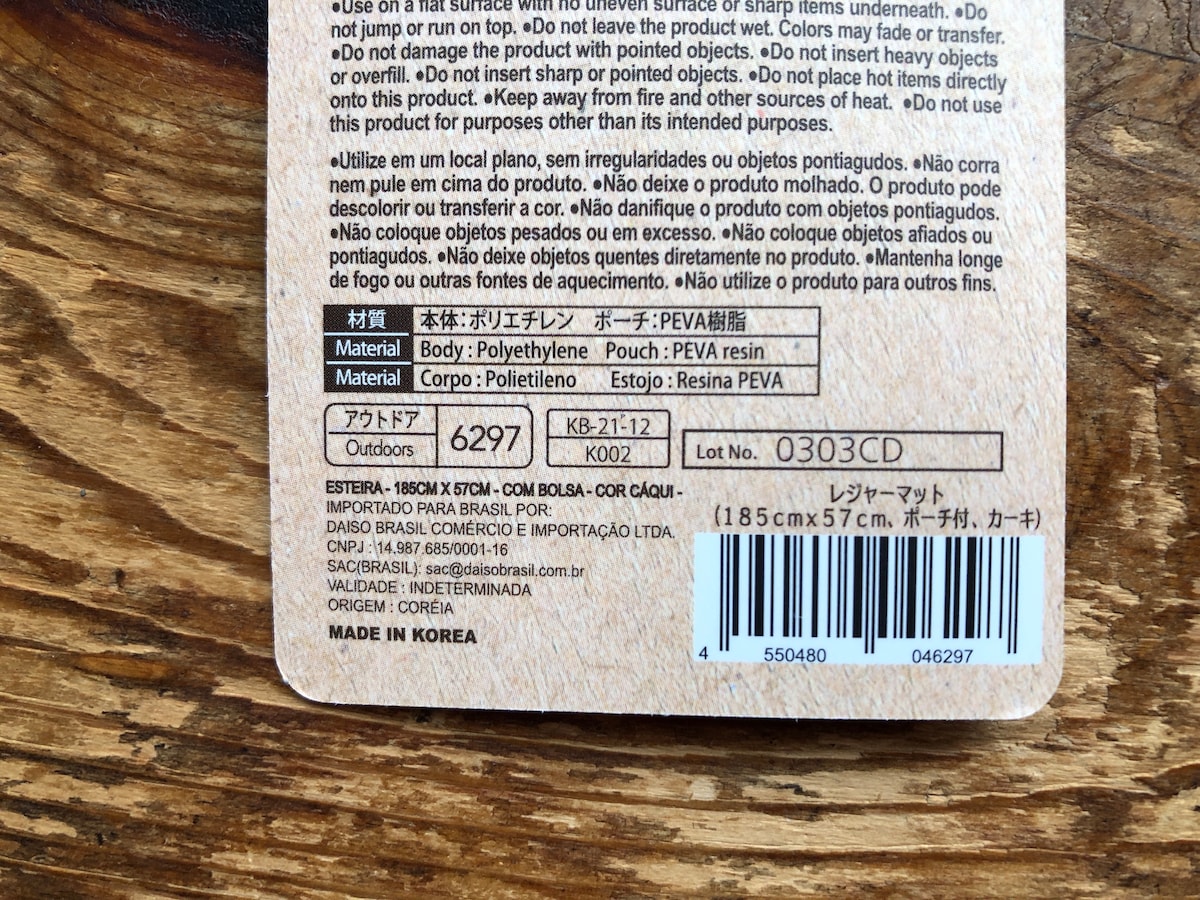 ●Use on a flat surface with no uneven surface or sharp items underneath. ●Do
not jump or run on top. ●Do not leave the product wet. Colors may fade or transfer.
●Do not damage the product with pointed objects. ●Do not insert heavy objects
or overfill. ●Do not insert sharp or pointed objects. ●Do not place hot items directly
onto this product. ●Keep away from fire and other sources of heat. ●Do not use
this product for purposes other than its intended purposes.
●Utilize em um local plano, sem irregularidades ou objetos pontiagudos. ●Não corra
nem pule em cima do produto. ●Não deixe o produto molhado. O produto pode
descolorir ou transferir a cor. ●Não danifique o produto com objetos pontiagudos.
●Não coloque objetos pesados ou em excesso. ●Não coloque objetos afiados ou
pontiagudos. ●Não deixe objetos quentes diretamente no produto. ●Mantenha longe
de fogo ou outras fontes de aquecimento. ●Não utilize o produto para outros fins.
材質 本体:ポリエチレン ポーチ:PEVA樹脂
Material Body : Polyethylene Pouch : PEVA resin
Material Corpo : Polietileno Estojo : Resina PEVA
アウトドア
Outdoors
6297
KB-21-12
K002
Lot No. 0303CD
ESTEIRA - 185CM X 57CM - COM BOLSA - COR CÁQUI -
IMPORTADO PARA BRASIL POR:
DAISO BRASIL COMÉRCIO E IMPORTAÇÃO LTDA.
CNPJ : 14.987.685/0001-16
SAC(BRASIL): sac@daisobrasil.com.br
VALIDADE : INDETERMINADA
ORIGEM : CORÉIA
MADE IN KOREA
レジャーマット
(185cmx57cm、ポーチ付、カーキ)
4 550480 046297